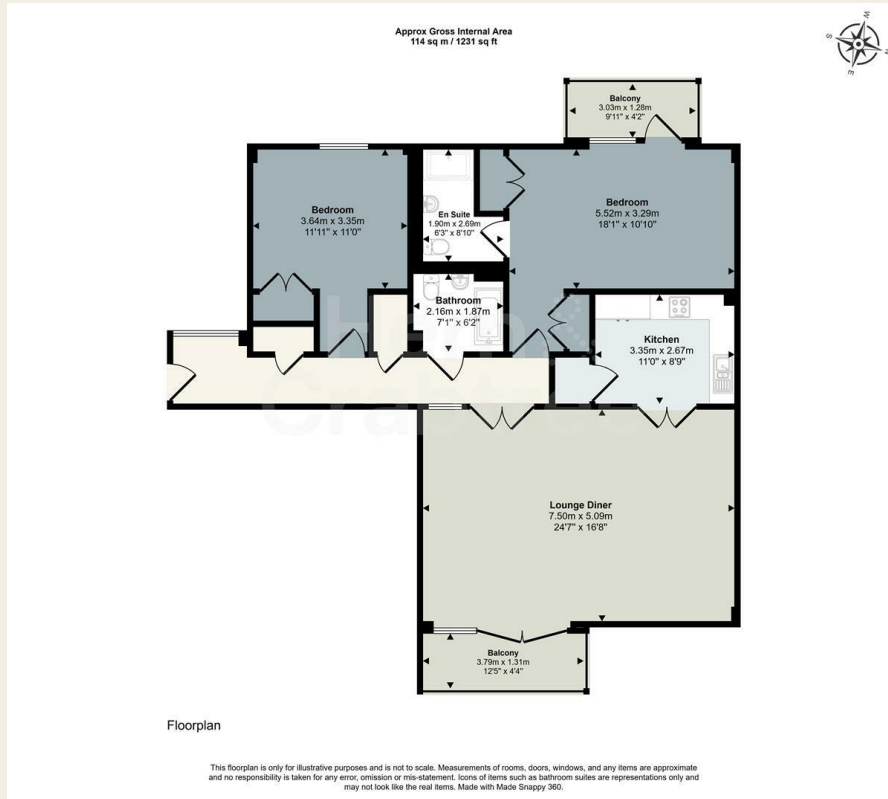 Approx Gross Internal Area
114 sq m / 1231 sq ft
W
S
N
E
Balcony
3.03m x 1.28m
9'11" x 4'2"
Bedroom
3.64m x 3.35m
11'11" x 11'0"
En Suite
1.90m x 2.69m
6'3" x 8'10"
Bedroom
5.52m x 3.29m
18'1" x 10'10"
Bathroom
2.16m x 1.87m
7'1" x 6'2"
Kitchen
3.35m x 2.67m
11'0" x 8'9"
Lounge Diner
7.50m x 5.09m
24'7" x 16'8"
Balcony
3.79m x 1.31m
12'5" x 4'4"
Floorplan
This floorplan is only for illustrative purposes and is not to scale. Measurements of rooms, doors, windows, and any items are approximate
and no responsibility is taken for any error, omission or mis-statement. Icons of items such as bathroom suites are representations only and
may not look like the real items. Made with Made Snappy 360.